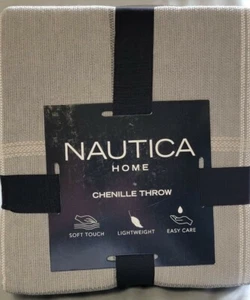 NAUTICA
HOME
CHENILLE THROW
SOFT TOUCH
LIGHTWEIGHT
EASY CARE